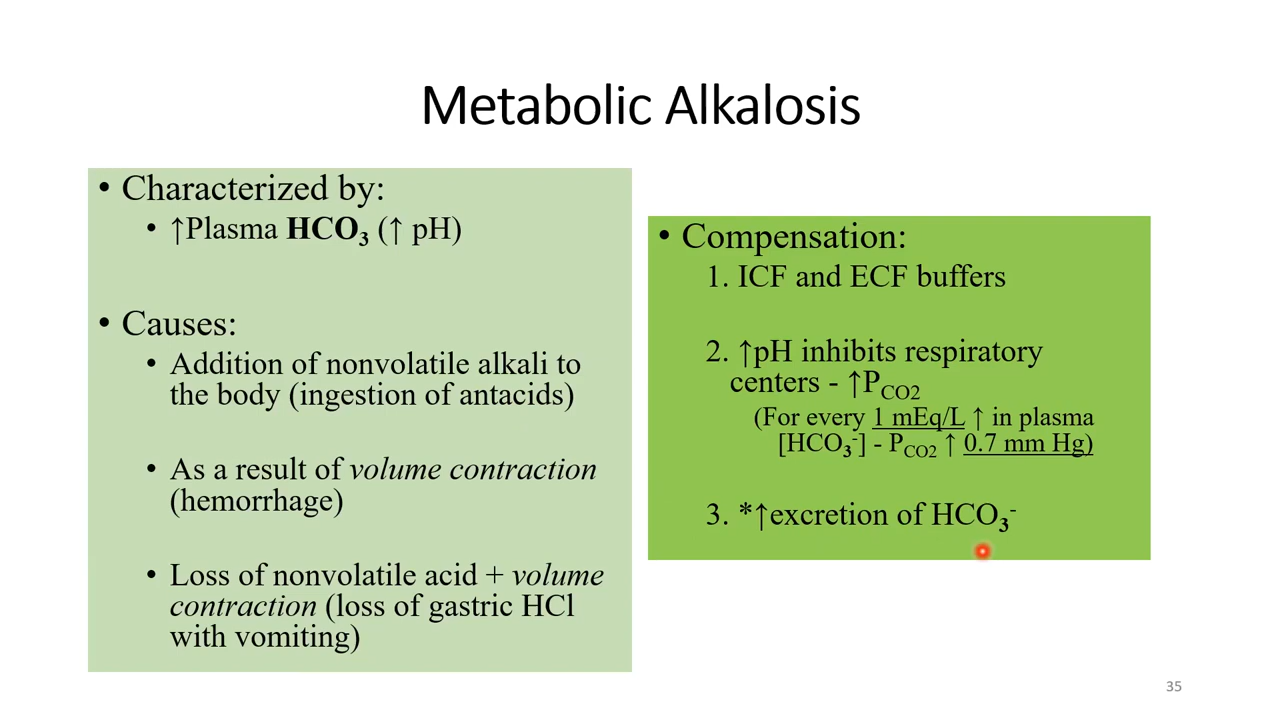 Metabolic Alkalosis
• Characterized by:
• ↑Plasma HCO₃ (↑ pH)
• Causes:
• Addition of nonvolatile alkali to
the body (ingestion of antacids)
• As a result of volume contraction
(hemorrhage)
• Loss of nonvolatile acid + volume
contraction (loss of gastric HCl
with vomiting)
• Compensation:
1. ICF and ECF buffers
2. ↑pH inhibits respiratory
centers - ↑P_CO2
(For every 1 mEq/L ↑ in plasma
[HCO₃⁻] - P_CO2 ↑ 0.7 mm Hg)
3. *↑excretion of HCO₃⁻
35